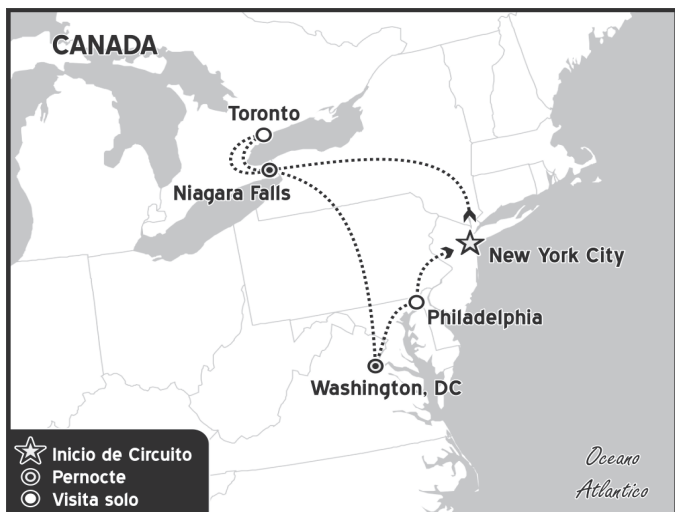 CANADA
Toronto
Niagara Falls
New York City
Philadelphia
Washington, DC
Inicio de Circuito
Pernocte
Visita solo
Oceano
Atlantico